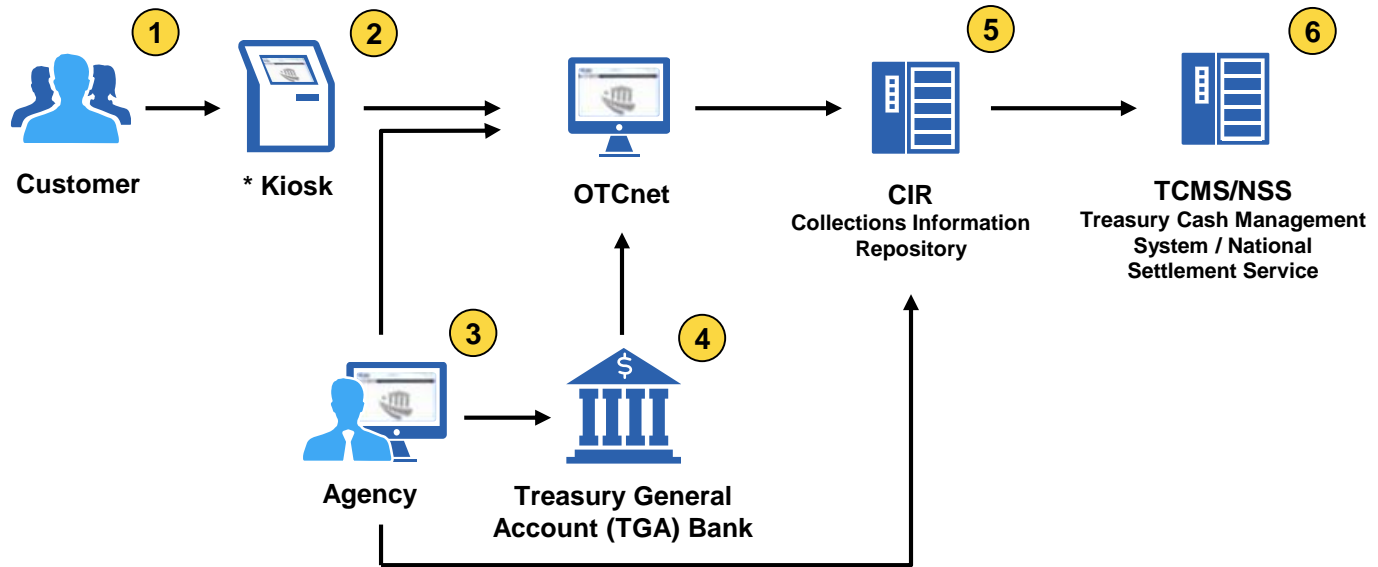 1
2
5
6
Customer
* Kiosk
OTCnet
CIR
Collections Information
Repository
TCMS/NSS
Treasury Cash Management
System / National
Settlement Service
3
4
$
Agency
Treasury General
Account (TGA) Bank